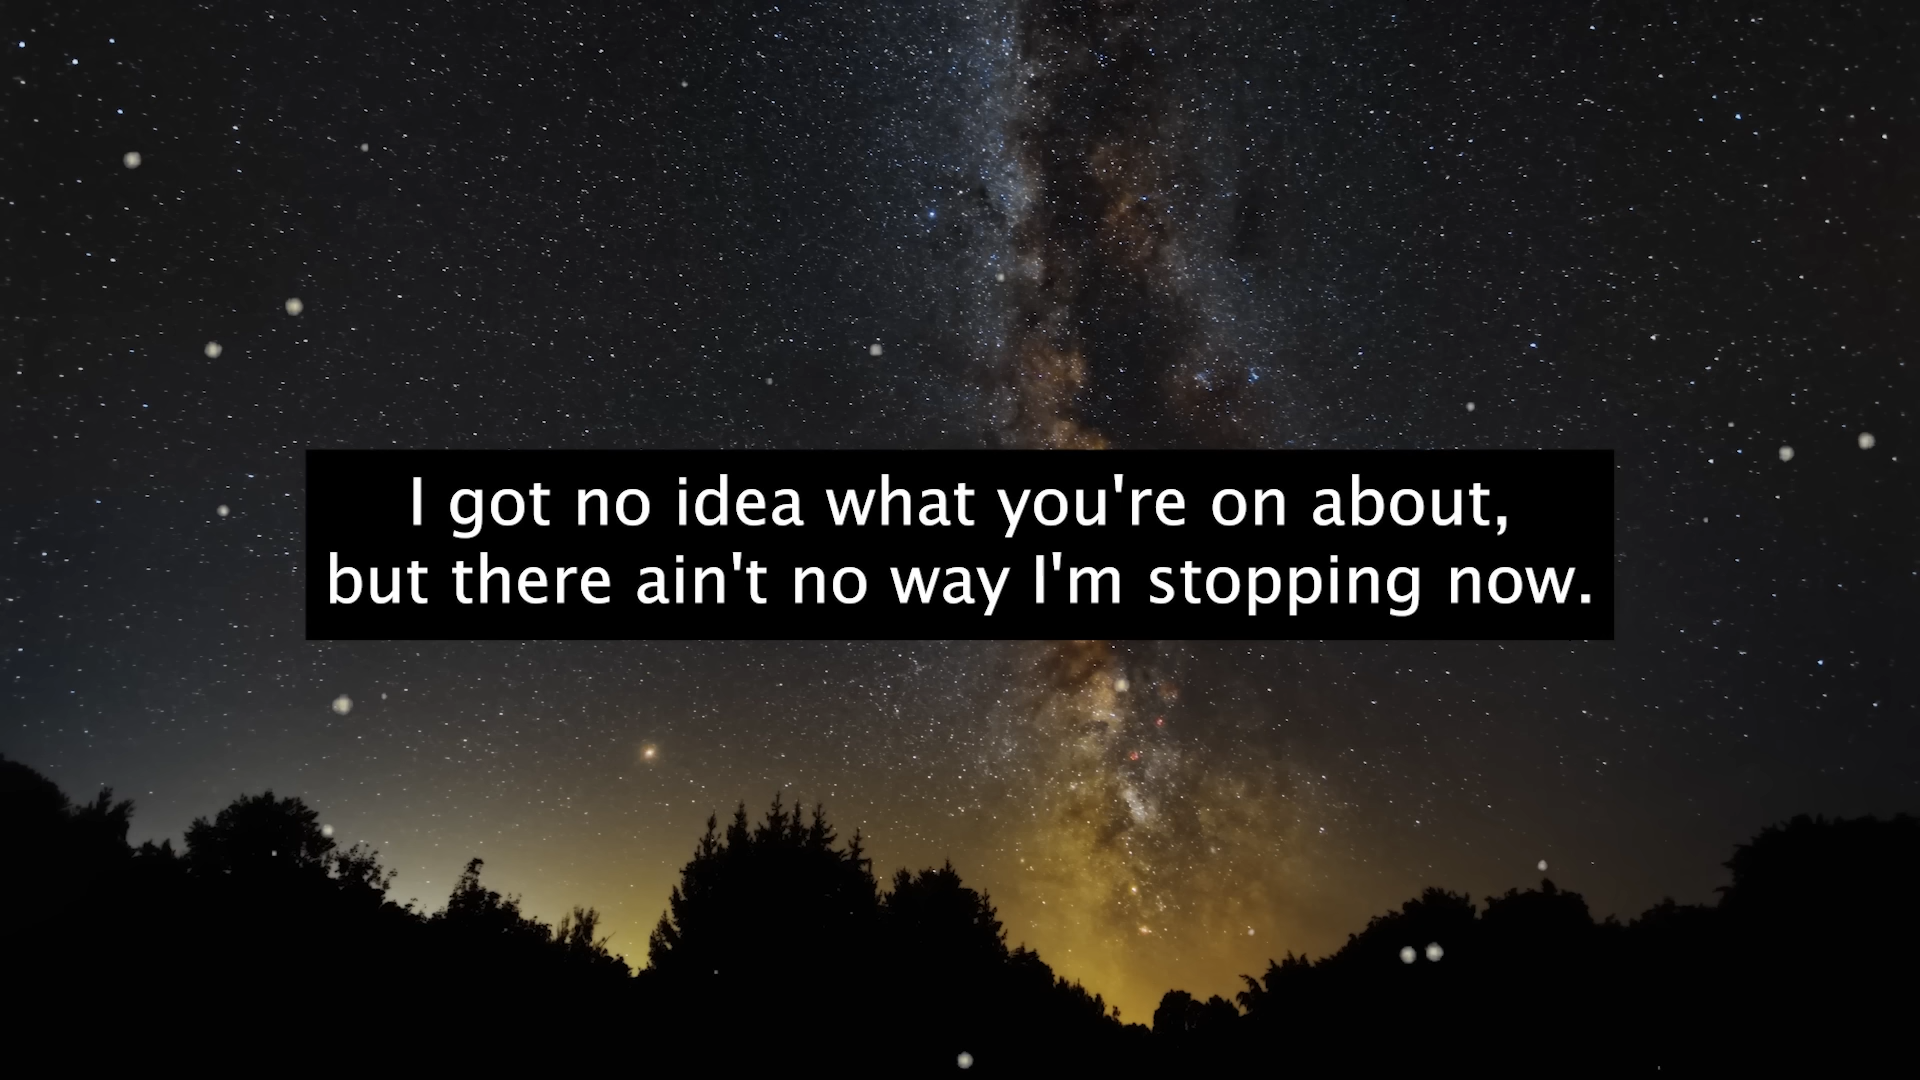 I got no idea what you're on about,
but there ain't no way I'm stopping now.